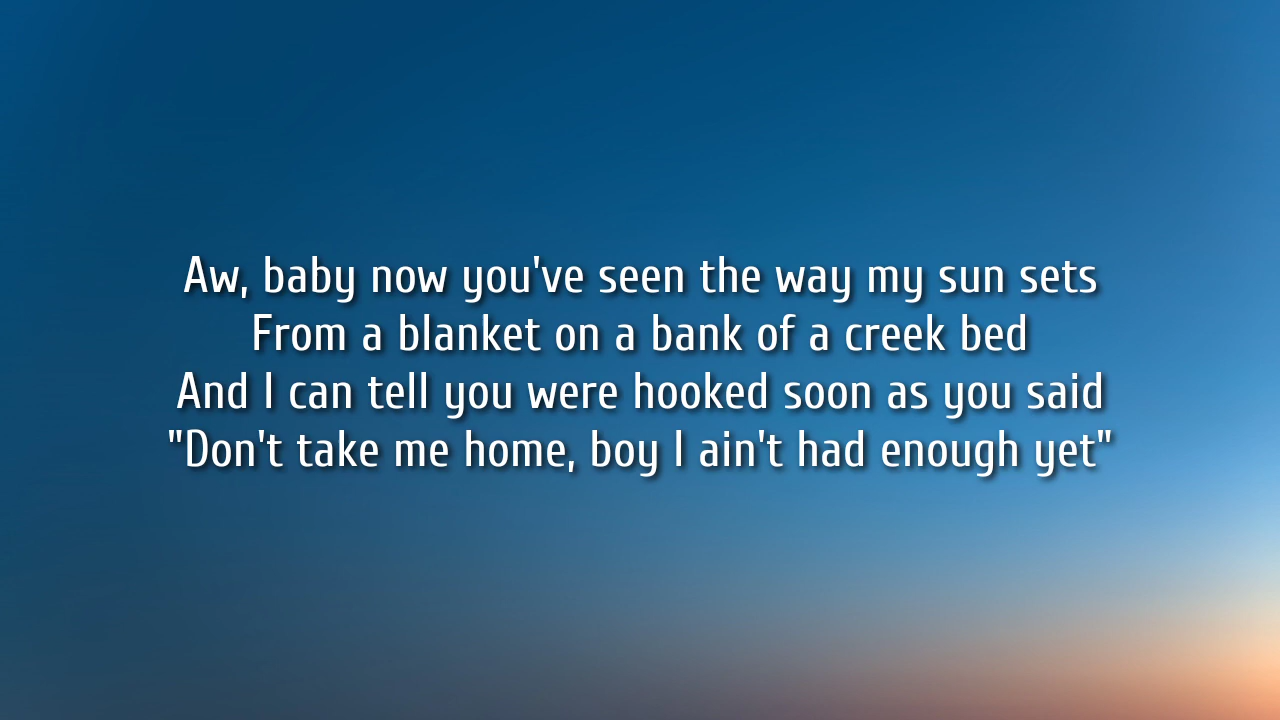 Aw, baby now you've seen the way my sun sets
From a blanket on a bank of a creek bed
And I can tell you were hooked soon as you said
"Don't take me home, boy I ain't had enough yet"